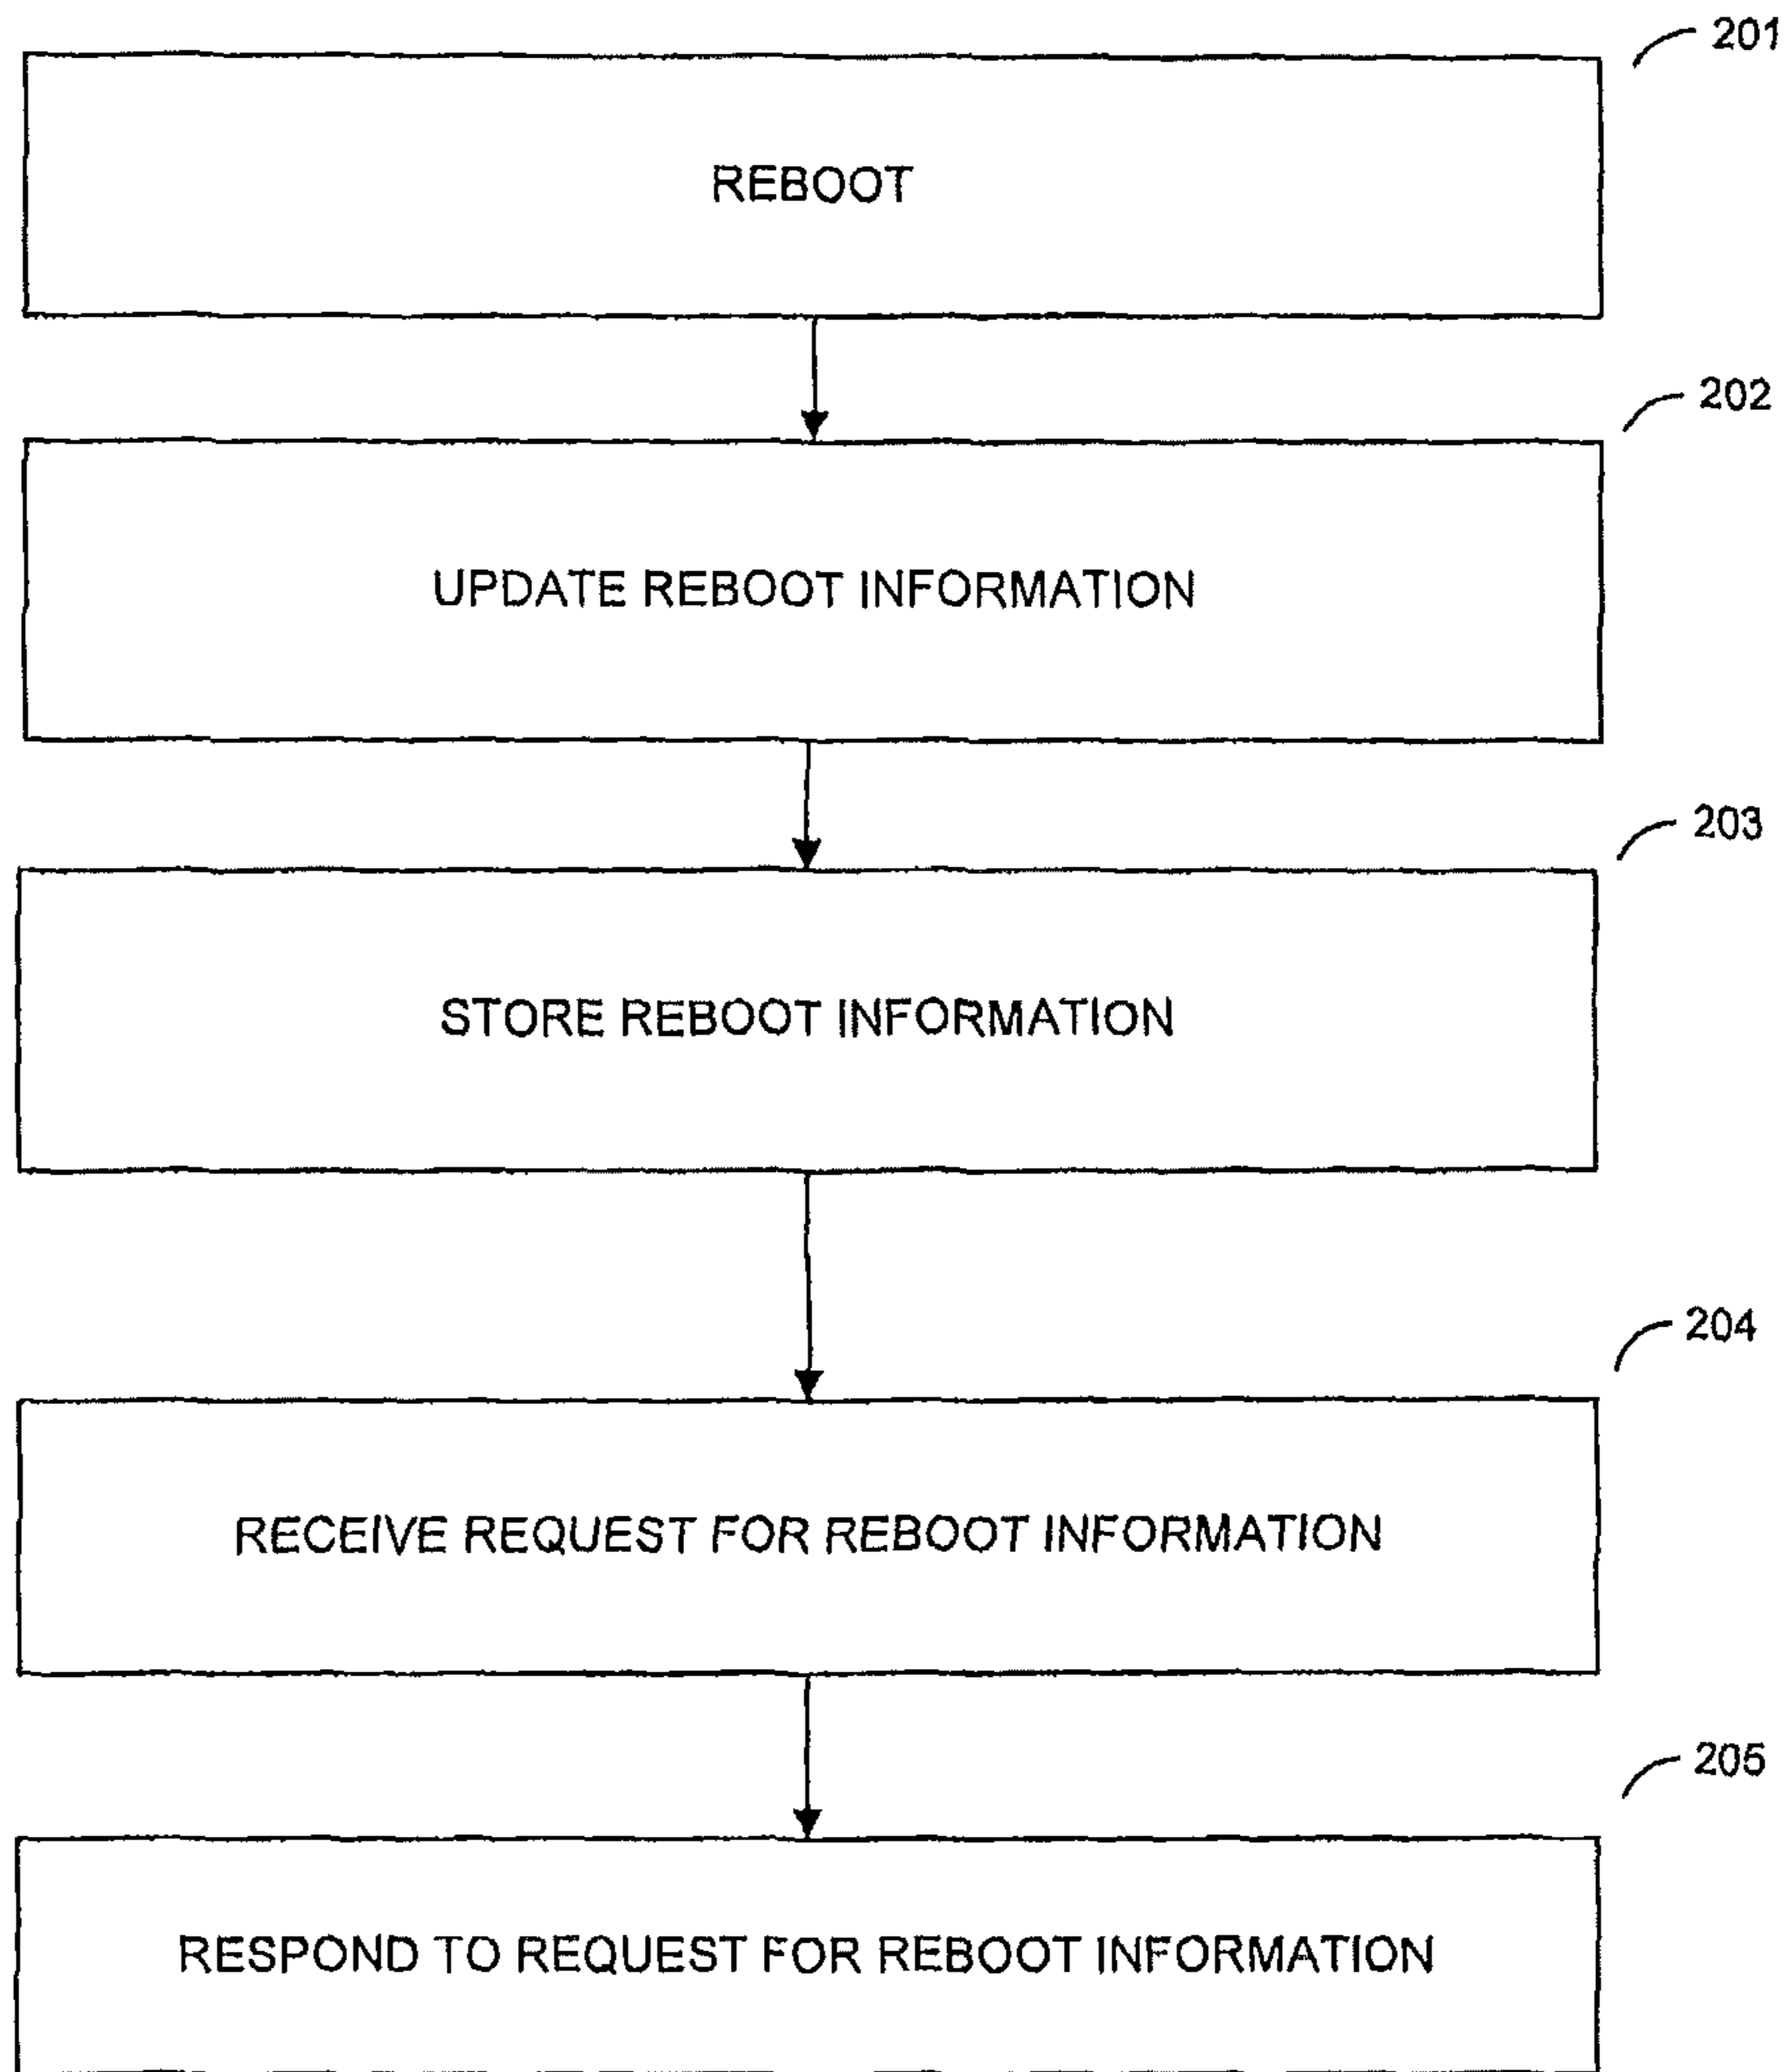 201
REBOOT
202
UPDATE REBOOT INFORMATION
203
STORE REBOOT INFORMATION
204
RECEIVE REQUEST FOR REBOOT INFORMATION
205
RESPOND TO REQUEST FOR REBOOT INFORMATION